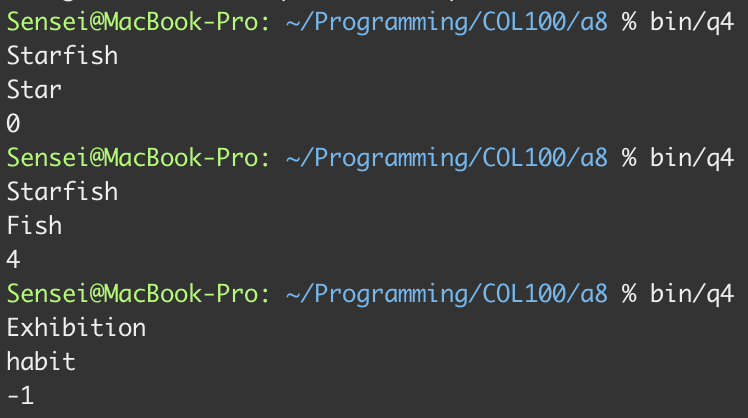 Sensei@MacBook-Pro: ~/Programming/COL100/a8 % bin/q4
Starfish
Star
0
Sensei@MacBook-Pro: ~/Programming/COL100/a8 % bin/q4
Starfish
Fish
4
Sensei@MacBook-Pro: ~/Programming/COL100/a8 % bin/q4
Exhibition
habit
-1